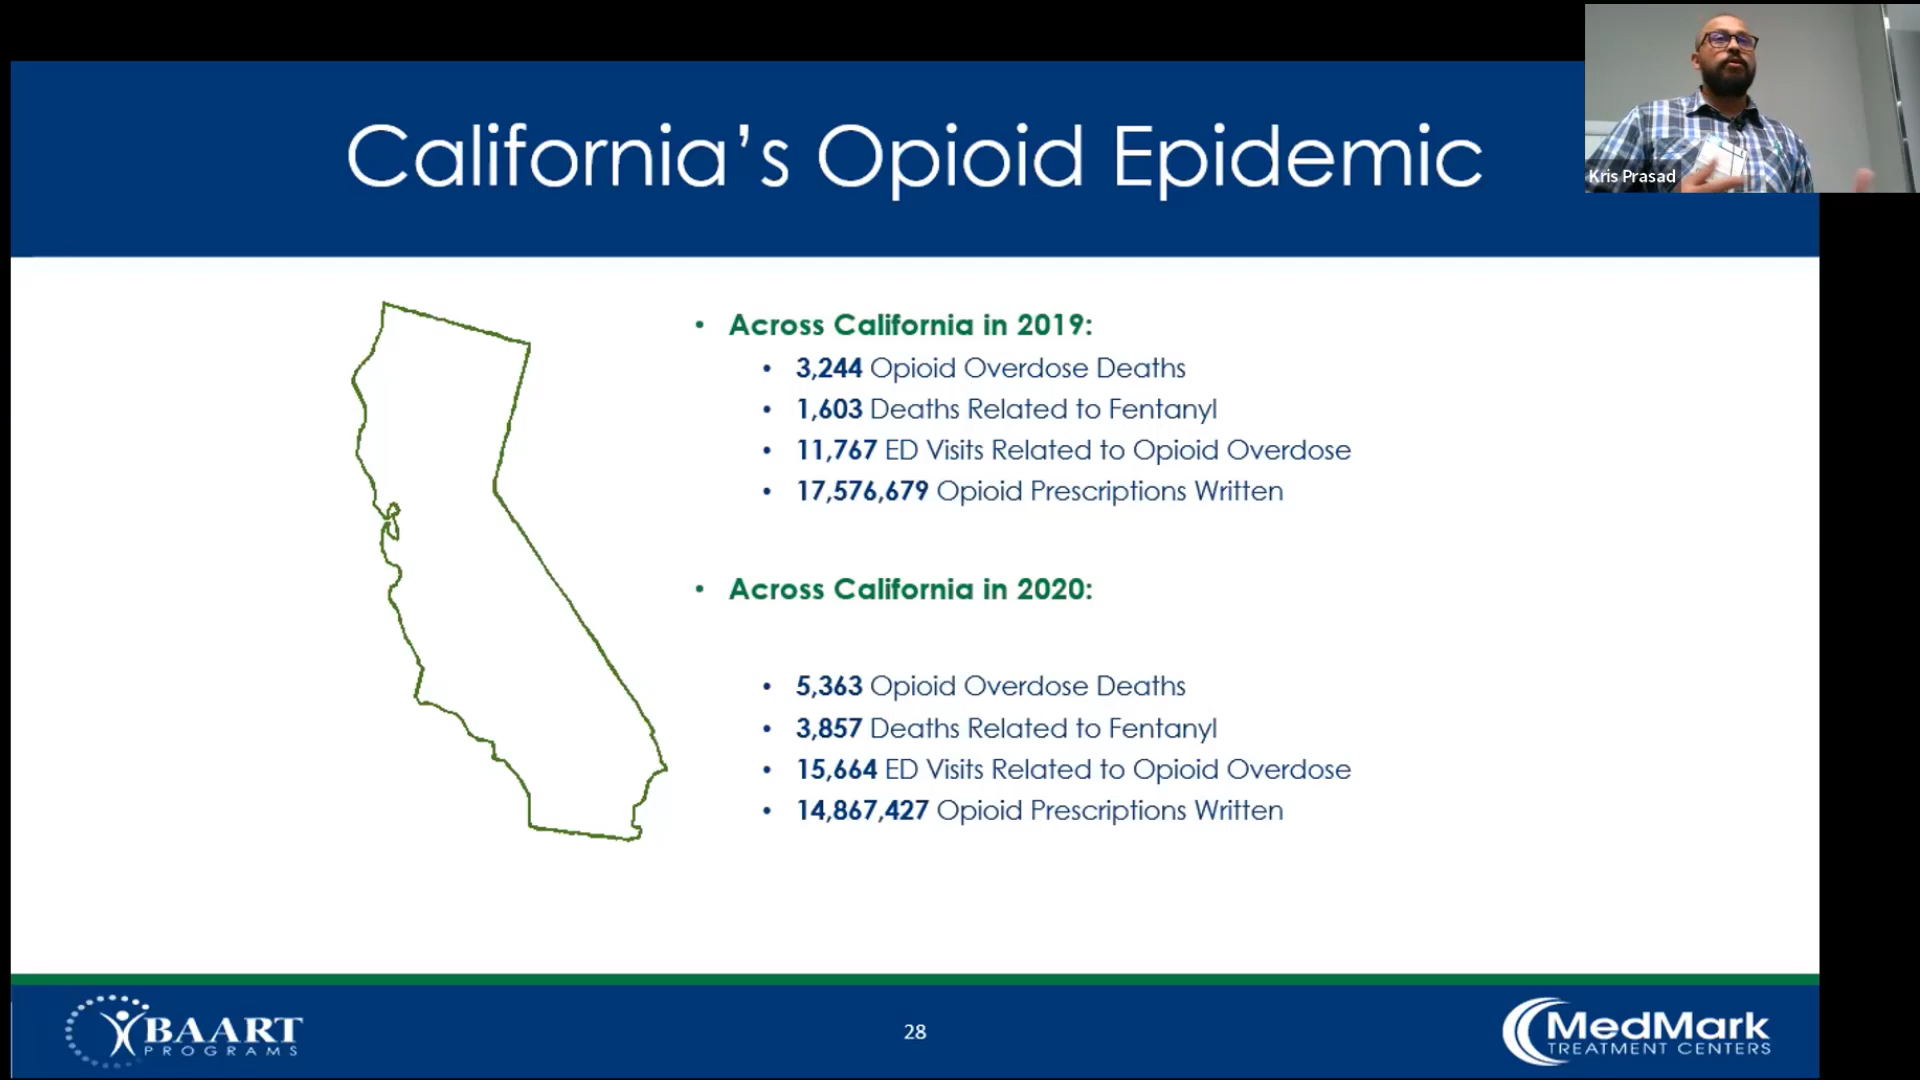 California's Opioid Epidemic
Kris Prasad
• Across California in 2019:
• 3,244 Opioid Overdose Deaths
• 1,603 Deaths Related to Fentanyl
• 11,767 ED Visits Related to Opioid Overdose
• 17,576,679 Opioid Prescriptions Written
• Across California in 2020:
• 5,363 Opioid Overdose Deaths
• 3,857 Deaths Related to Fentanyl
• 15,664 ED Visits Related to Opioid Overdose
• 14,867,427 Opioid Prescriptions Written
BAART
PROGRAMS
28
MedMark
TREATMENT CENTERS